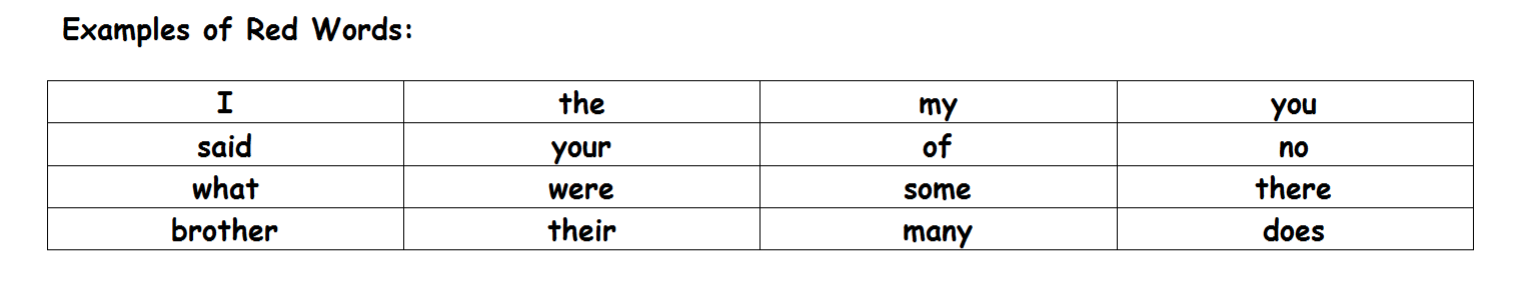 Examples of Red Words:
I the my you
said your of no
what were some there
brother their many does